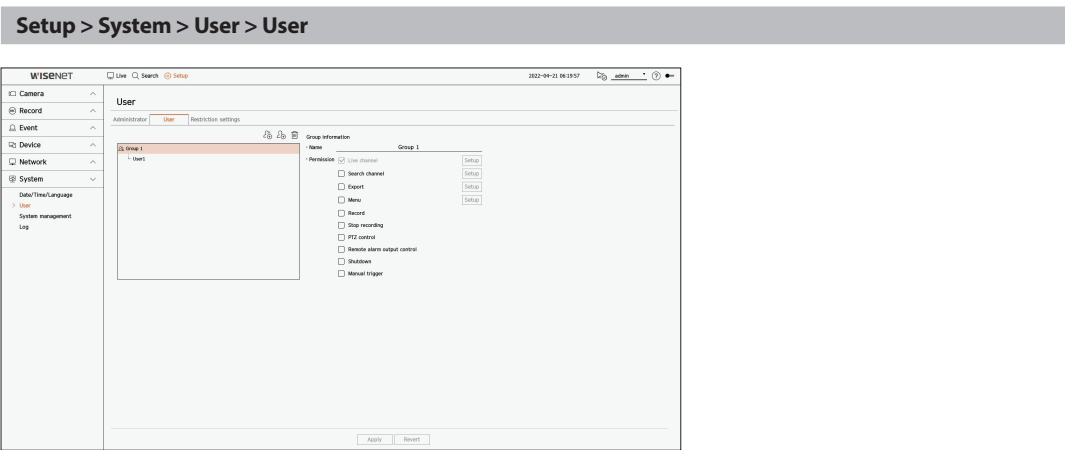 Setup > System > User > User
WISENET
Live Search Setup
2022-04-21 06:19:57
admin
Camera
Record
Event
Device
Network
System
Date/Time/Language
> User
System management
Log
User
Administrator User Restriction settings
Group 1
User1
Group information
· Name Group 1
· Permission Live channel Setup
Search channel Setup
Export Setup
Menu Setup
Record
Stop recording
PTZ control
Remote alarm output control
Shutdown
Manual trigger
Apply Revert